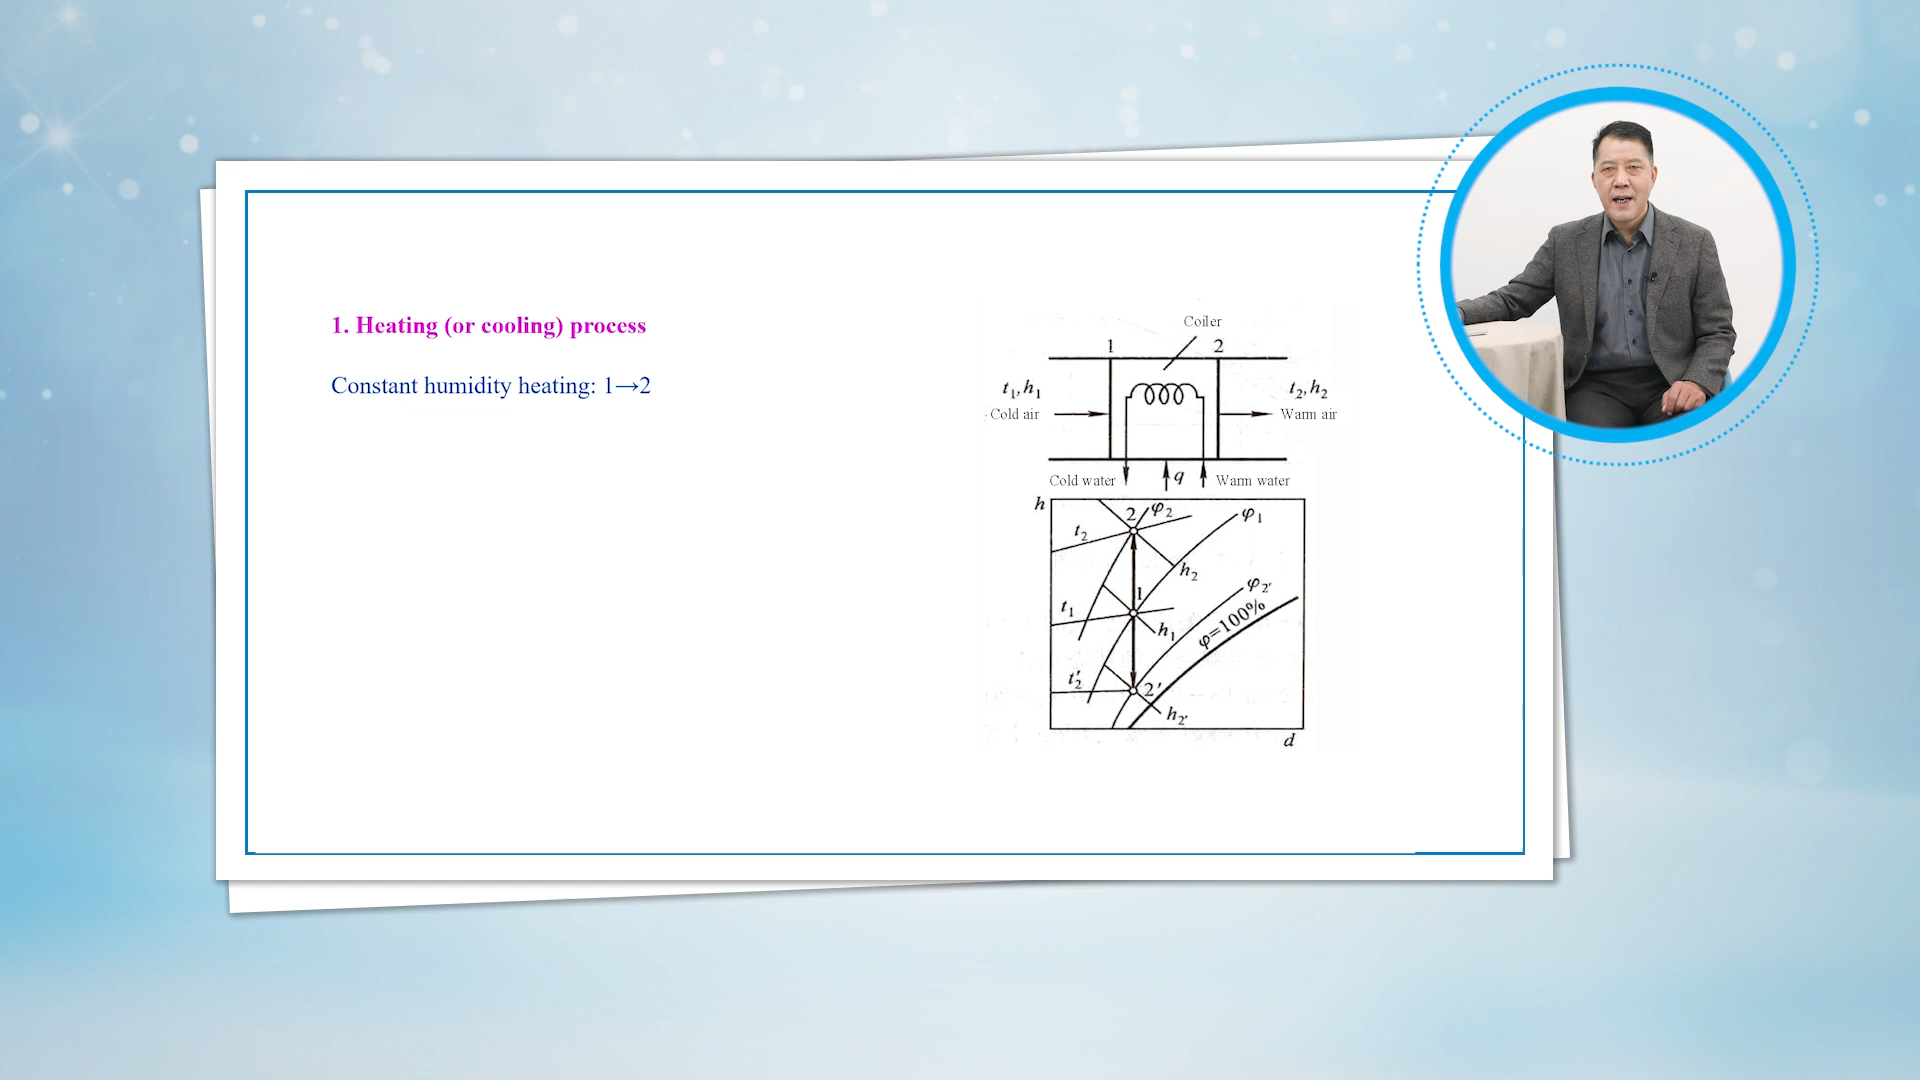 1. Heating (or cooling) process
Constant humidity heating: 1→2
Coiler
1 2
t₁,h₁
Cold air
t₂,h₂
Warm air
Cold water
q
Warm water
h
2 φ₂
φ₁
t₂
h₂
1
t₁
h₁
φ₂′
φ=100%
t₂′
2′
h₂′
d